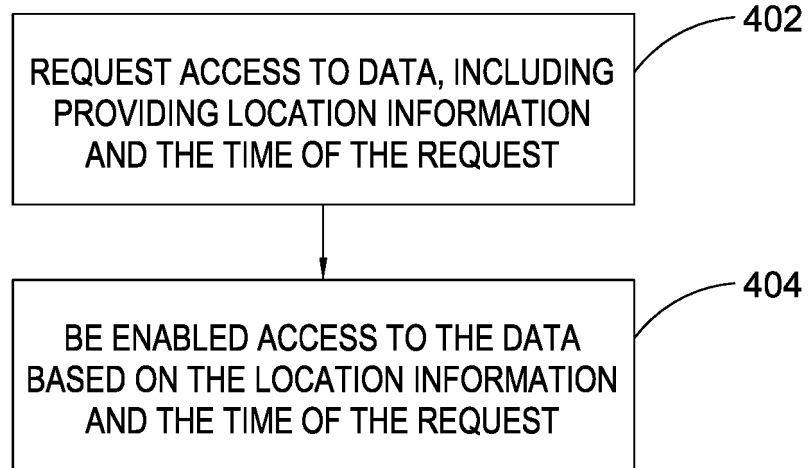 402
REQUEST ACCESS TO DATA, INCLUDING
PROVIDING LOCATION INFORMATION
AND THE TIME OF THE REQUEST
404
BE ENABLED ACCESS TO THE DATA
BASED ON THE LOCATION INFORMATION
AND THE TIME OF THE REQUEST